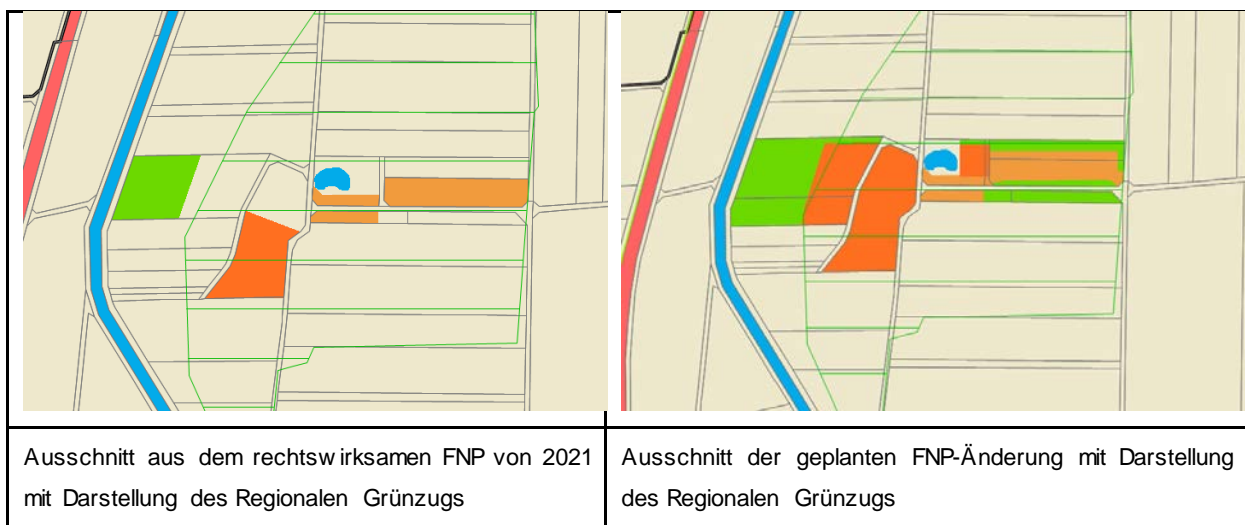 Ausschnitt aus dem rechtswirksamen FNP von 2021
mit Darstellung des Regionalen Grünzugs
Ausschnitt der geplanten FNP-Änderung mit Darstellung
des Regionalen Grünzugs